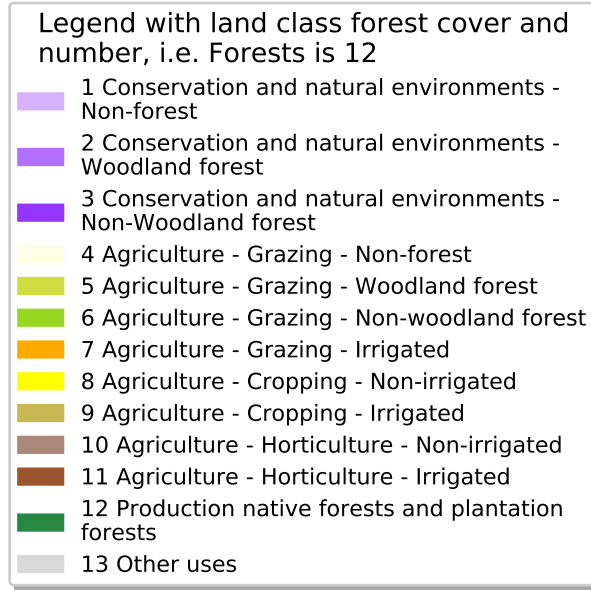 Legend with land class forest cover and
number, i.e. Forests is 12
1 Conservation and natural environments -
Non-forest
2 Conservation and natural environments -
Woodland forest
3 Conservation and natural environments -
Non-Woodland forest
4 Agriculture - Grazing - Non-forest
5 Agriculture - Grazing - Woodland forest
6 Agriculture - Grazing - Non-woodland forest
7 Agriculture - Grazing - Irrigated
8 Agriculture - Cropping - Non-irrigated
9 Agriculture - Cropping - Irrigated
10 Agriculture - Horticulture - Non-irrigated
11 Agriculture - Horticulture - Irrigated
12 Production native forests and plantation
forests
13 Other uses